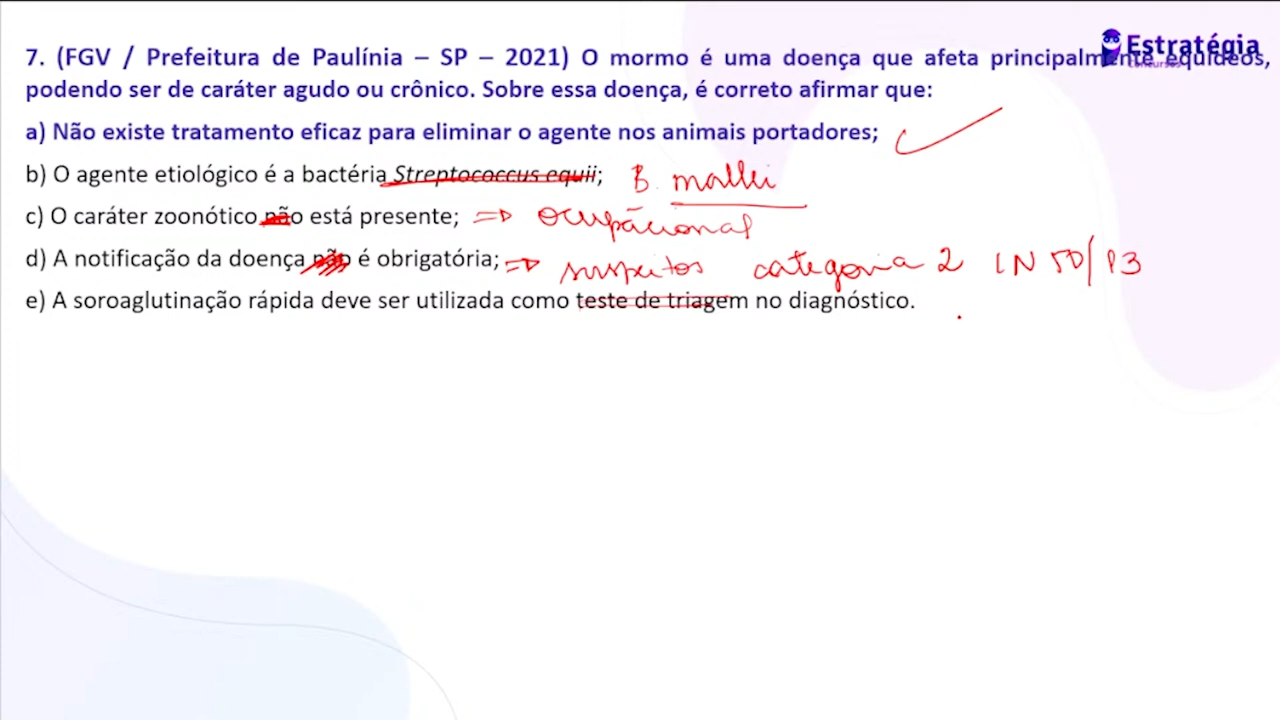 Estratégia
Concursos
7. (FGV / Prefeitura de Paulínia – SP – 2021) O mormo é uma doença que afeta principalmente equídeos,
podendo ser de caráter agudo ou crônico. Sobre essa doença, é correto afirmar que:
a) Não existe tratamento eficaz para eliminar o agente nos animais portadores;
b) O agente etiológico é a bactéria Streptococcus equii; B. mallei
c) O caráter zoonótico não está presente; => ocupacional
d) A notificação da doença não é obrigatória; => suspeitos categoria 2 IN 50/13
e) A soroaglutinação rápida deve ser utilizada como teste de triagem no diagnóstico.